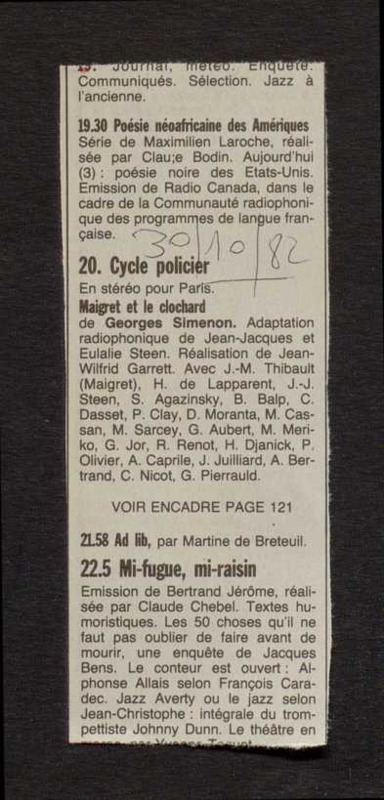 19. Journal, météo. Enquête.
Communiqués. Sélection. Jazz à
l'ancienne.
19.30 Poésie néoafricaine des Amériques
Série de Maximilien Laroche, réali-
sée par Clau;e Bodin. Aujourd'hui
(3) : poésie noire des Etats-Unis.
Emission de Radio Canada, dans le
cadre de la Communauté radiophoni-
que des programmes de langue fran-
çaise.
30/10/82
20. Cycle policier
En stéréo pour Paris.
Maigret et le clochard
de Georges Simenon. Adaptation
radiophonique de Jean-Jacques et
Eulalie Steen. Réalisation de Jean-
Wilfrid Garrett. Avec J.-M. Thibault
(Maigret), H. de Lapparent, J.-J.
Steen, S. Agazinsky, B. Balp, C.
Dasset, P. Clay, D. Moranta, M. Cas-
san, M. Sarcey, G. Aubert, M. Meri-
ko, G. Jor, R. Renot, H. Djanick, P.
Olivier, A. Caprile, J. Juilliard, A. Ber-
trand, C. Nicot, G. Pierrauld.
VOIR ENCADRE PAGE 121
21.58 Ad lib, par Martine de Breteuil.
22.5 Mi-fugue, mi-raisin
Emission de Bertrand Jérôme, réali-
sée par Claude Chebel. Textes hu-
moristiques. Les 50 choses qu'il ne
faut pas oublier de faire avant de
mourir, une enquête de Jacques
Bens. Le conteur est ouvert : Al-
phonse Allais selon François Cara-
dec. Jazz Averty ou le jazz selon
Jean-Christophe : intégrale du trom-
pettiste Johnny Dunn. Le théâtre en
par Yvonne Taquet